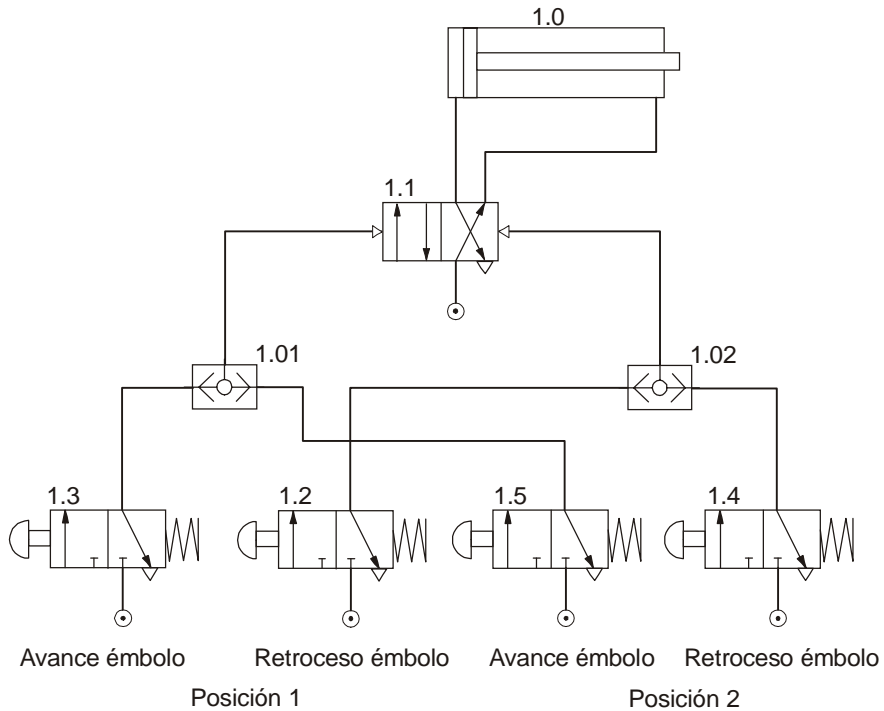 1.0
1.1
1.01
1.02
1.3
1.2
1.5
1.4
Avance émbolo
Retroceso émbolo
Avance émbolo
Retroceso émbolo
Posición 1
Posición 2